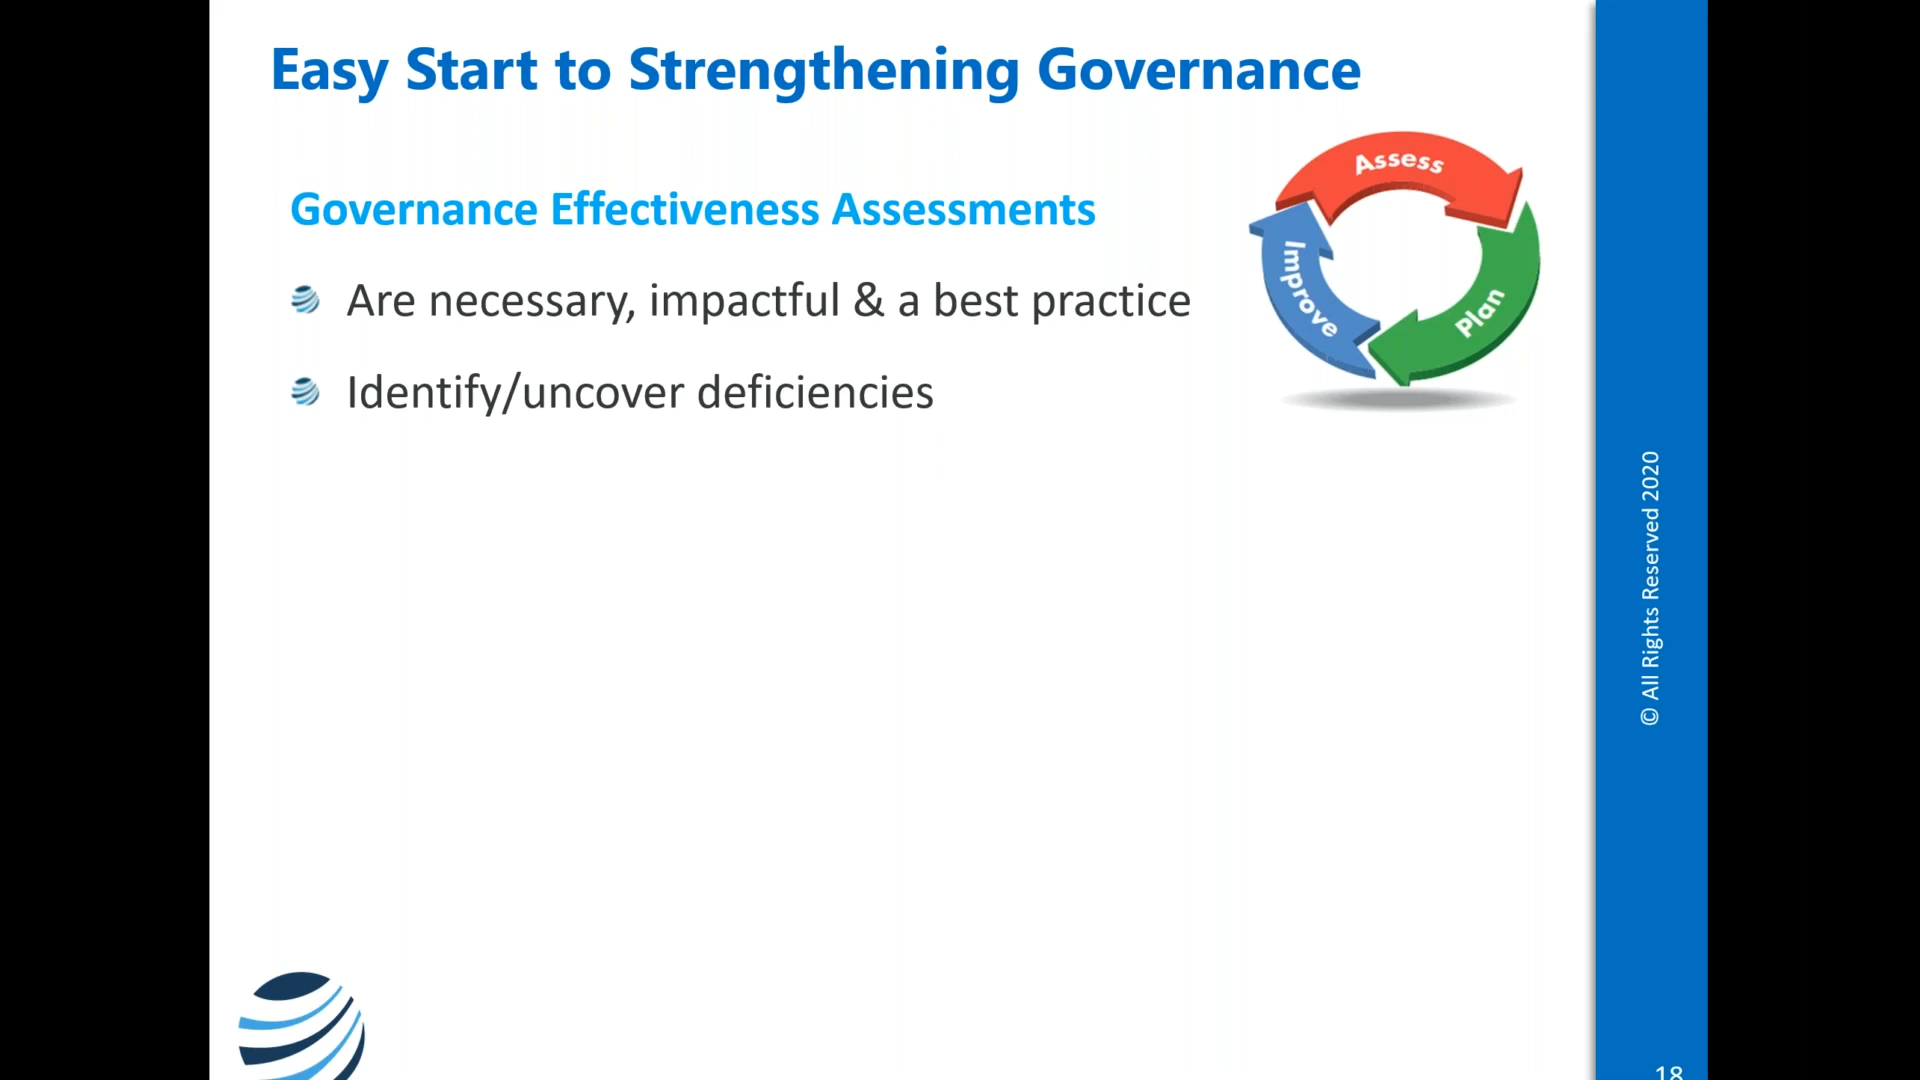 Easy Start to Strengthening Governance
Governance Effectiveness Assessments
Are necessary, impactful & a best practice
Identify/uncover deficiencies
Assess
Plan
Improve
© All Rights Reserved 2020
18